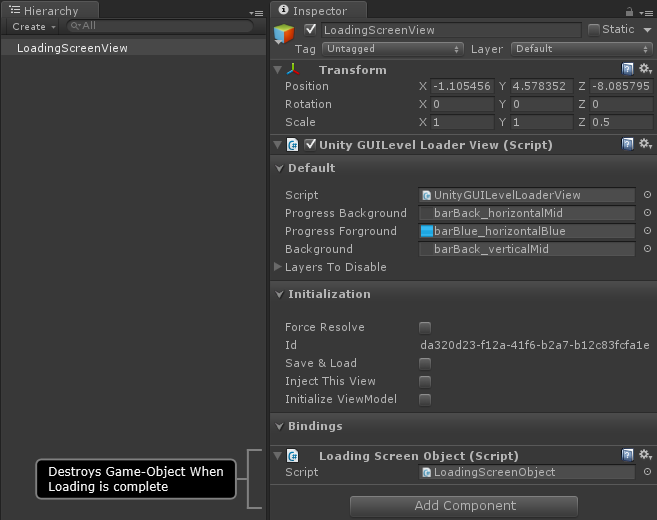 Hierarchy
Create
All
LoadingScreenView
Destroys Game-Object When
Loading is complete
Inspector
LoadingScreenView
Static
Tag Untagged Layer Default
Transform
Position X -1.105456 Y 4.578352 Z -8.085795
Rotation X 0 Y 0 Z 0
Scale X 1 Y 1 Z 0.5
Unity GUILevel Loader View (Script)
Default
Script UnityGUILevelLoaderView
Progress Background barBack_horizontalMid
Progress Forground barBlue_horizontalBlue
Background barBack_verticalMid
Layers To Disable
Initialization
Force Resolve
Id da320d23-f12a-41f6-b2a7-b12c83fcfa1e
Save & Load
Inject This View
Initialize ViewModel
Bindings
Loading Screen Object (Script)
Script LoadingScreenObject
Add Component